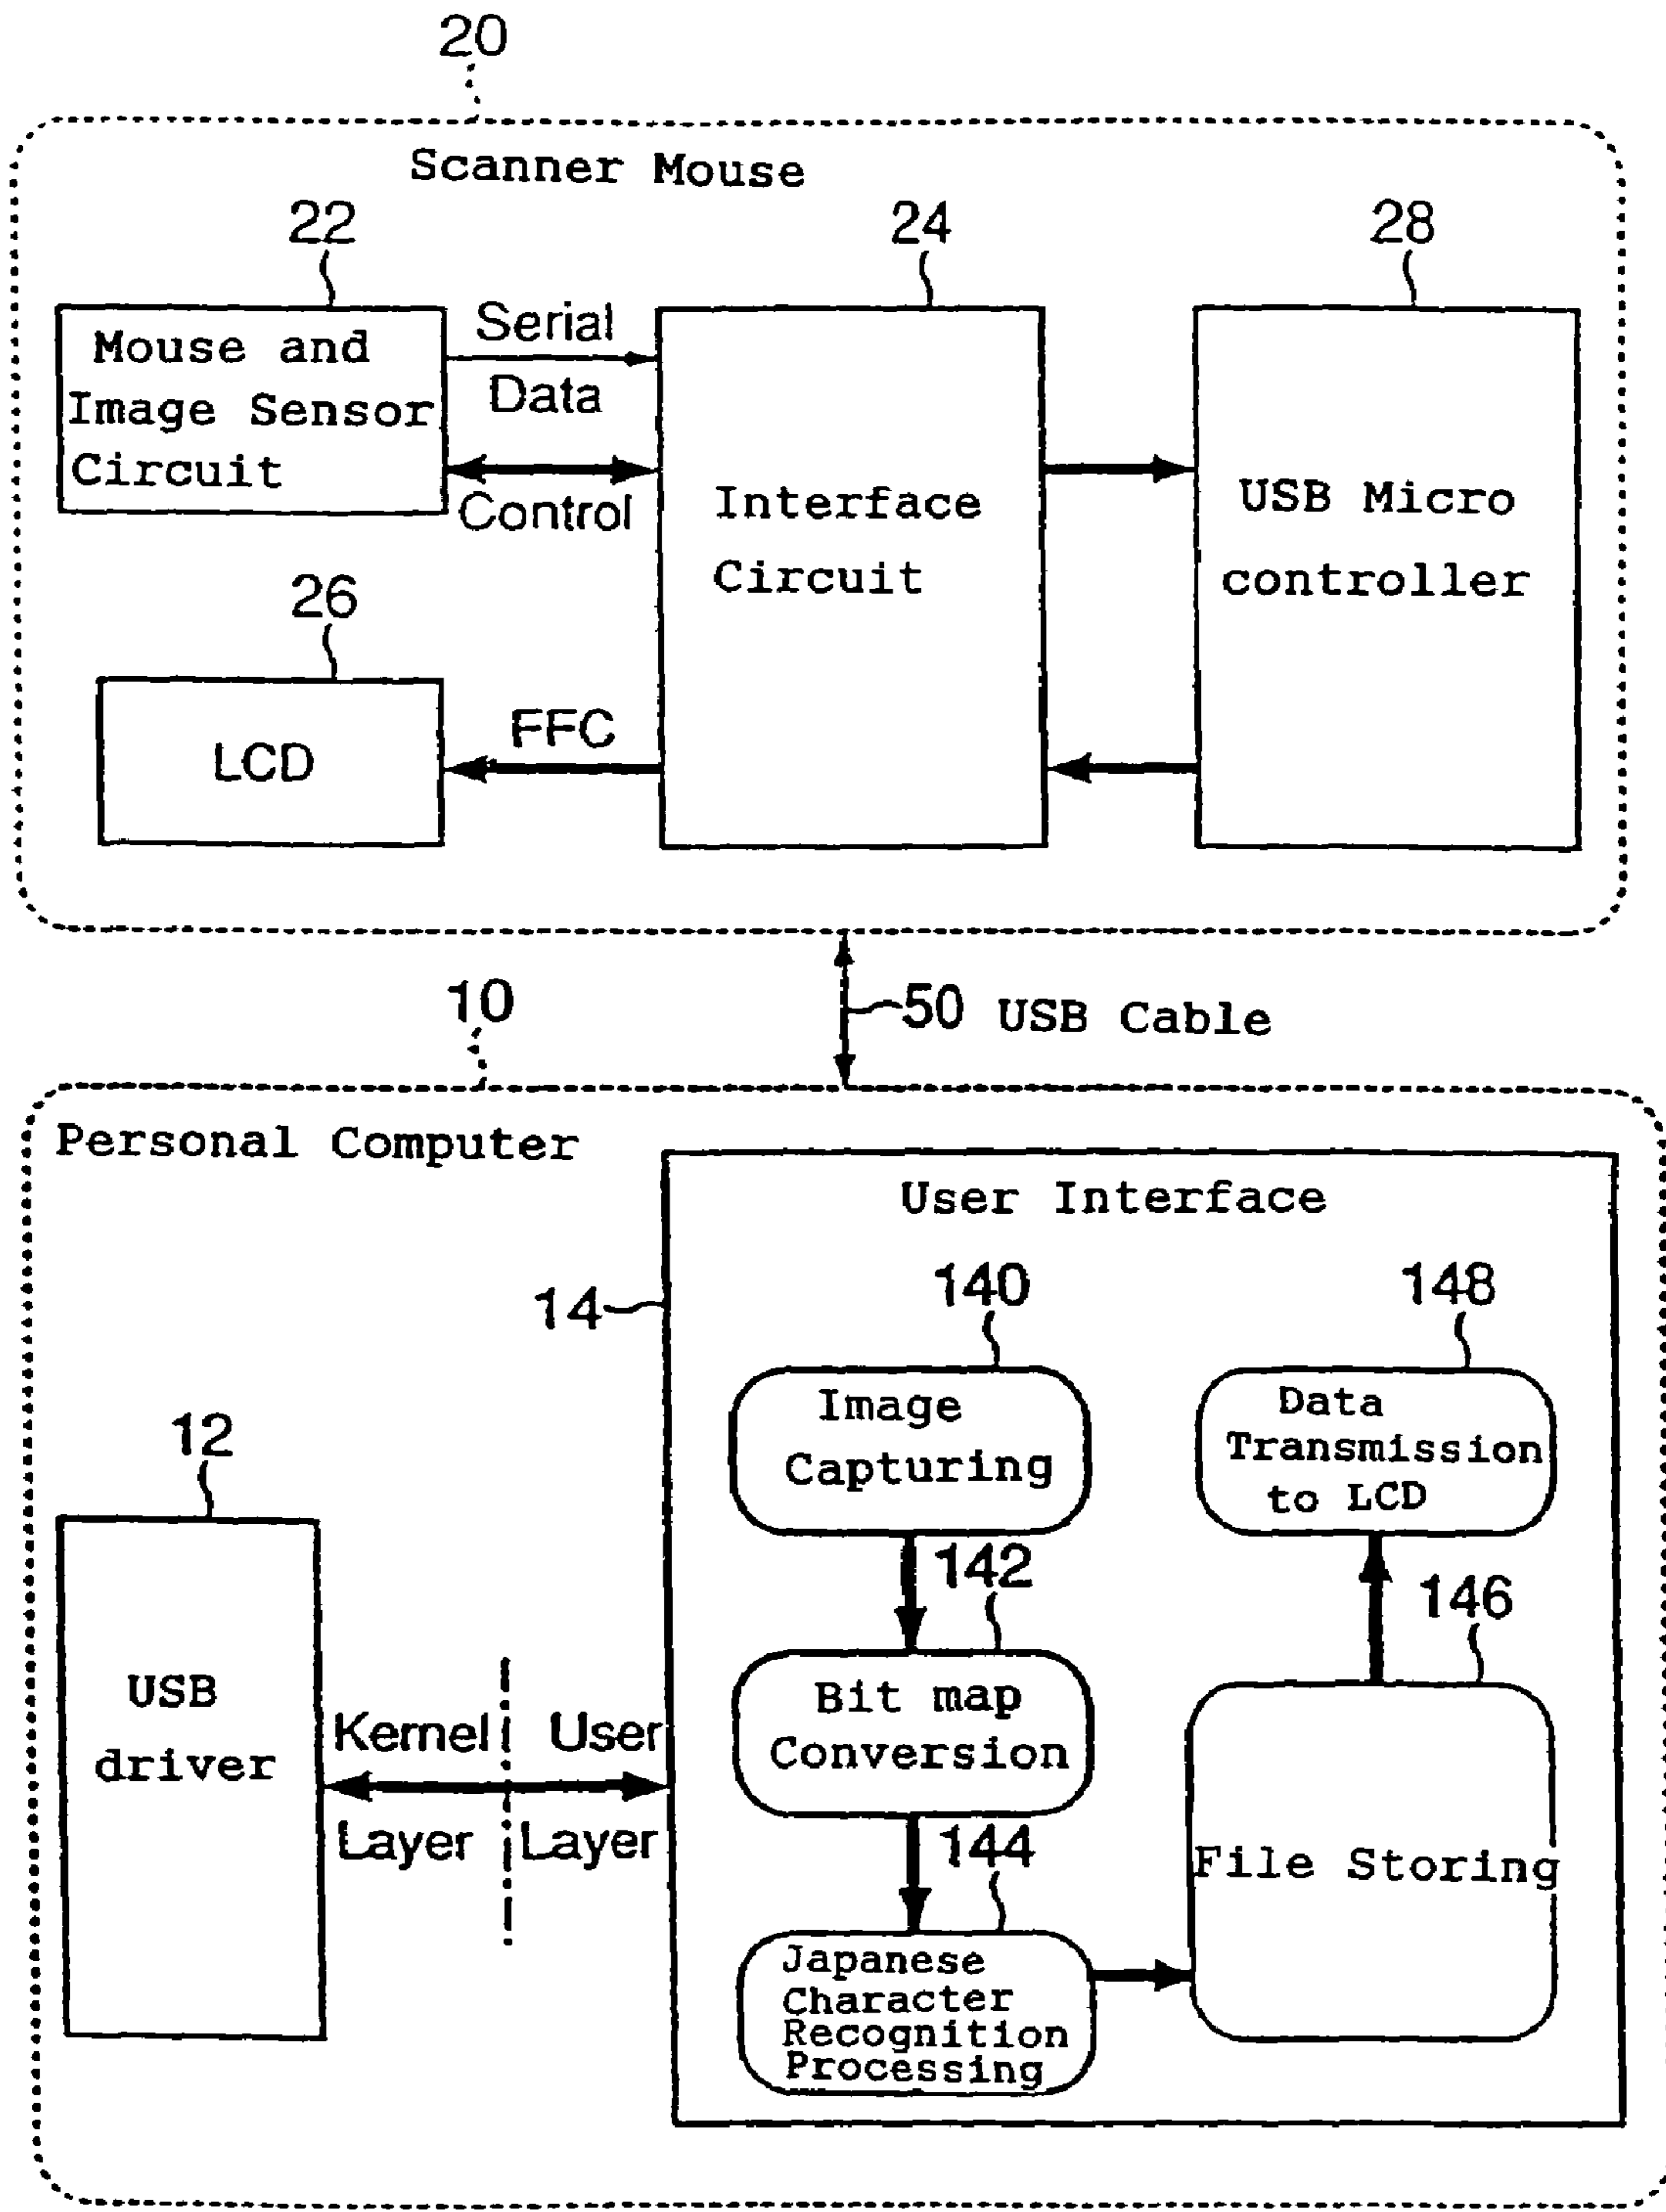 20
Scanner Mouse
22
24
28
Mouse and
Image Sensor
Circuit
Serial
Data
Control
Interface
Circuit
USB Micro
controller
26
LCD
FFC
10
50 USB Cable
Personal Computer
User Interface
14
140
148
Image
Capturing
Data
Transmission
to LCD
12
142
146
USB
driver
Kernel
Layer
User
Layer
Bit map
Conversion
144
File Storing
Japanese
Character
Recognition
Processing